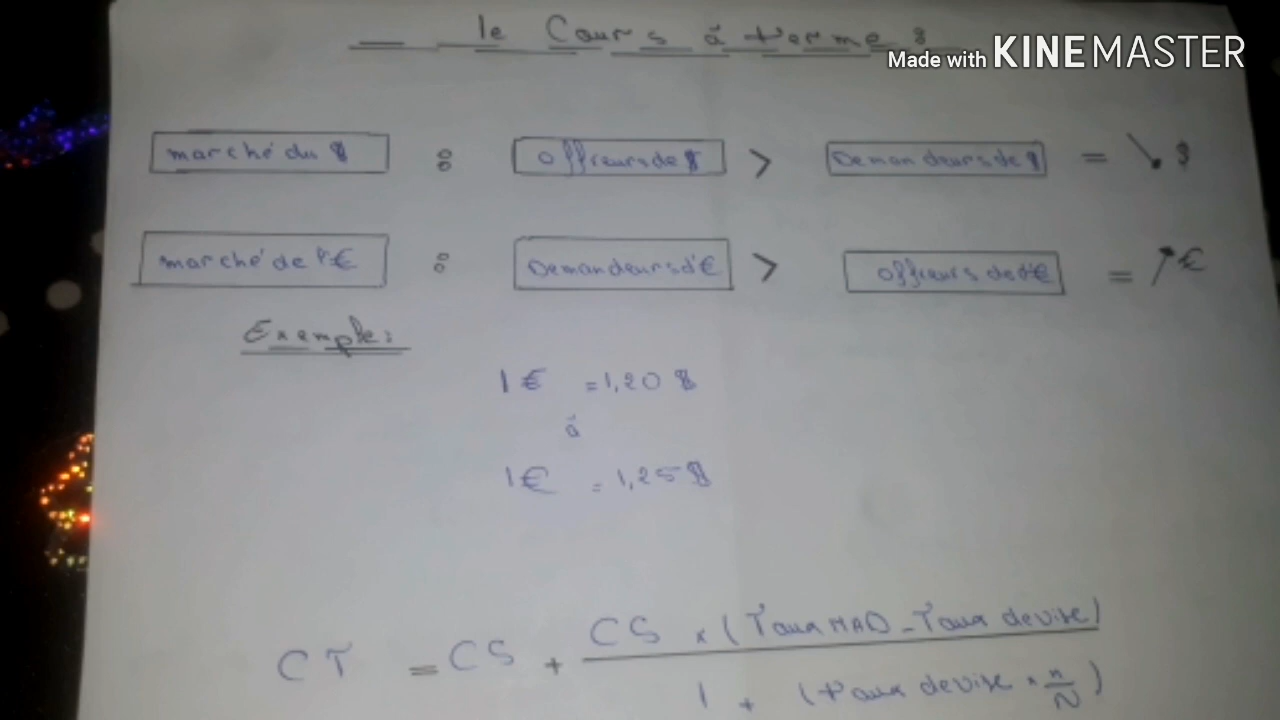 le Cours à terme :
Made with KINEMASTER
marché du $ : Offreurs de $ > Demandeurs de $ = ↘ $
marché de l'€ : Demandeurs d'€ > offreurs de d'€ = ↗ €
Exemple :
1 € = 1,20 $
à
1 € = 1,25 $
CT = CS + CS × (Taux MAD - Taux devise)
1 + (taux devise × n/N)